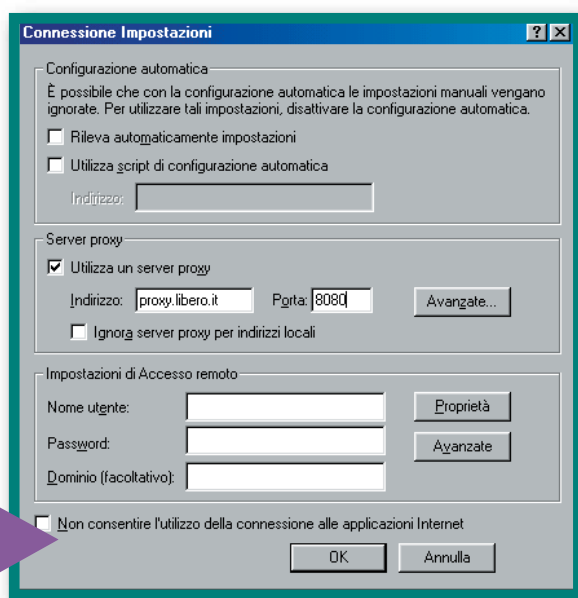 Connessione Impostazioni
Configurazione automatica
È possibile che con la configurazione automatica le impostazioni manuali vengano
ignorate. Per utilizzare tali impostazioni, disattivare la configurazione automatica.
Rileva automaticamente impostazioni
Utilizza script di configurazione automatica
Indirizzo:
Server proxy
Utilizza un server proxy
Indirizzo: proxy.libero.it Porta: 8080 Avanzate...
Ignora server proxy per indirizzi locali
Impostazioni di Accesso remoto
Nome utente: Proprietà
Password: Avanzate
Dominio (facoltativo):
Non consentire l'utilizzo della connessione alle applicazioni Internet
OK Annulla